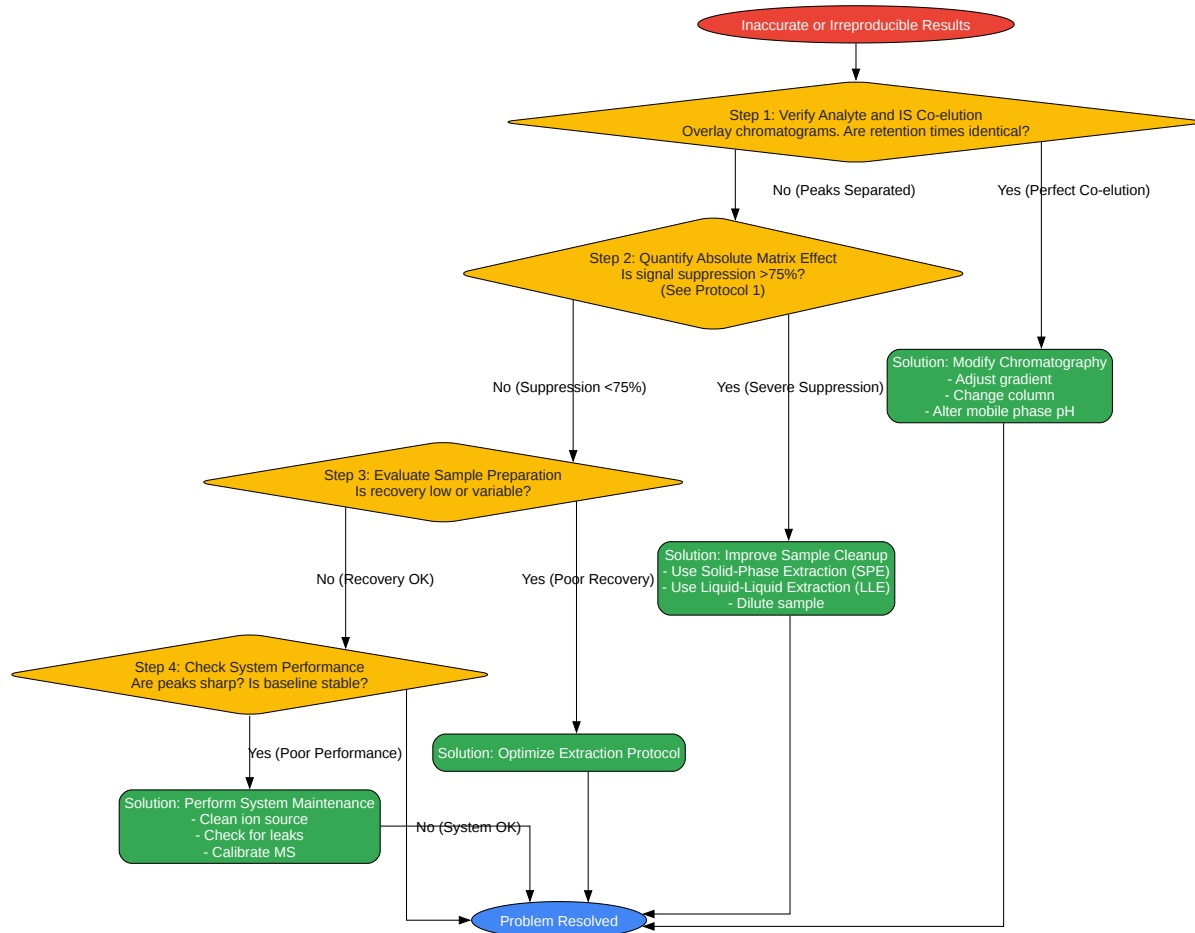 Inaccurate or Irreproducible Results
Step 1: Verify Analyte and IS Co-elution
Overlay chromatograms. Are retention times identical?
No (Peaks Separated)
Yes (Perfect Co-elution)
Step 2: Quantify Absolute Matrix Effect
Is signal suppression >75%?
(See Protocol 1)
Solution: Modify Chromatography
- Adjust gradient
- Change column
- Alter mobile phase pH
No (Suppression <75%)
Yes (Severe Suppression)
Step 3: Evaluate Sample Preparation
Is recovery low or variable?
Solution: Improve Sample Cleanup
- Use Solid-Phase Extraction (SPE)
- Use Liquid-Liquid Extraction (LLE)
- Dilute sample
No (Recovery OK)
Yes (Poor Recovery)
Step 4: Check System Performance
Are peaks sharp? Is baseline stable?
Yes (Poor Performance)
Solution: Optimize Extraction Protocol
Solution: Perform System Maintenance
- Clean ion source
- Check for leaks
- Calibrate MS
No (System OK)
Problem Resolved